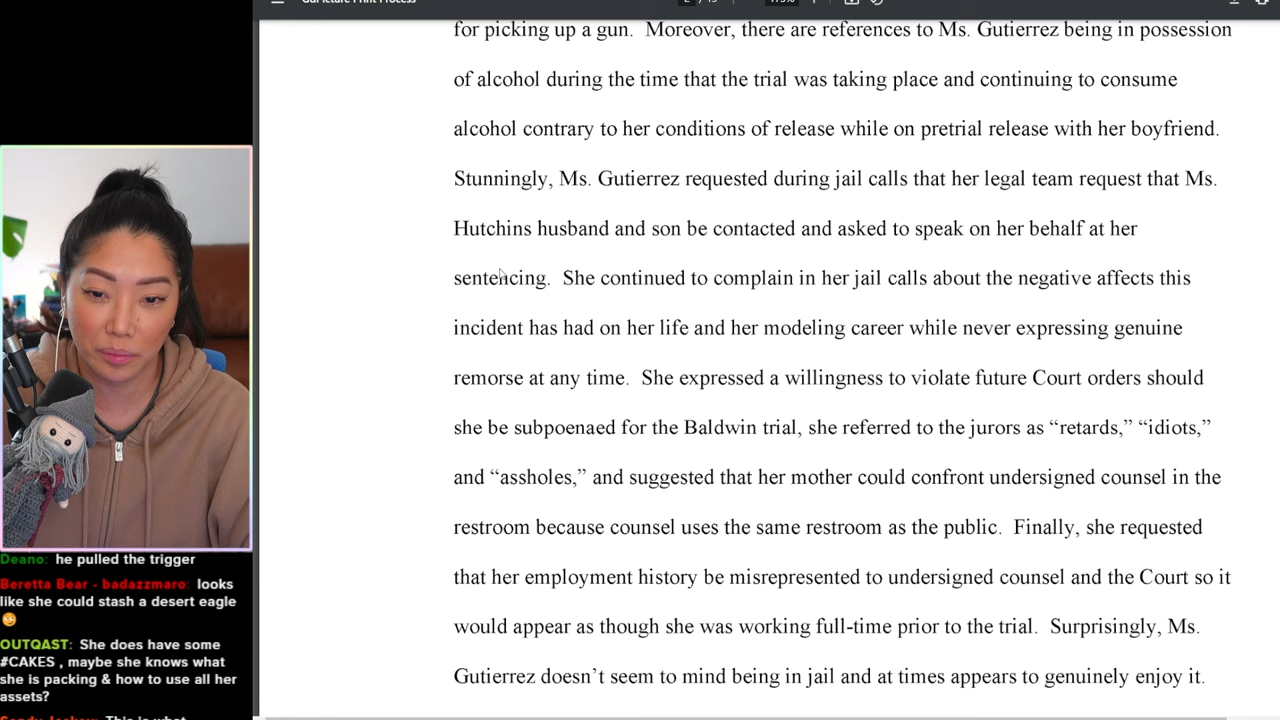 for picking up a gun. Moreover, there are references to Ms. Gutierrez being in possession
of alcohol during the time that the trial was taking place and continuing to consume
alcohol contrary to her conditions of release while on pretrial release with her boyfriend.
Stunningly, Ms. Gutierrez requested during jail calls that her legal team request that Ms.
Hutchins husband and son be contacted and asked to speak on her behalf at her
sentencing. She continued to complain in her jail calls about the negative affects this
incident has had on her life and her modeling career while never expressing genuine
remorse at any time. She expressed a willingness to violate future Court orders should
she be subpoenaed for the Baldwin trial, she referred to the jurors as “retards,” “idiots,”
and “assholes,” and suggested that her mother could confront undersigned counsel in the
restroom because counsel uses the same restroom as the public. Finally, she requested
that her employment history be misrepresented to undersigned counsel and the Court so it
would appear as though she was working full-time prior to the trial. Surprisingly, Ms.
Gutierrez doesn’t seem to mind being in jail and at times appears to genuinely enjoy it.
Deano: he pulled the trigger
Beretta Bear - badazzmaro: looks
like she could stash a desert eagle
OUTQAST: She does have some
#CAKES , maybe she knows what
she is packing & how to use all her
assets?
This is what